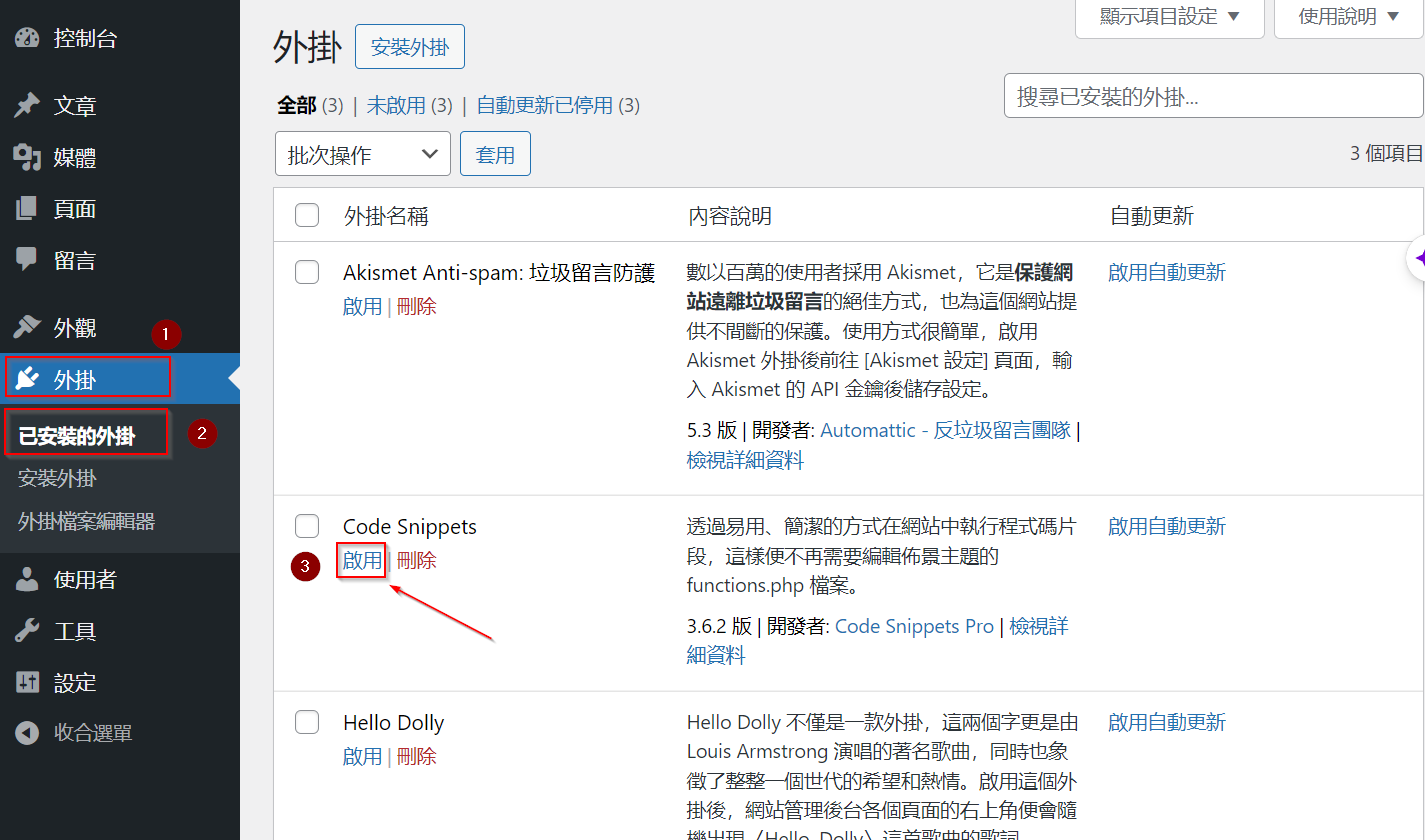 控制台
文章
媒體
頁面
留言
外觀
1
外掛
已安裝的外掛
2
安裝外掛
外掛檔案編輯器
使用者
工具
設定
收合選單
顯示項目設定 ▼
使用說明 ▼
外掛 安裝外掛
搜尋已安裝的外掛...
全部 (3) | 未啟用 (3) | 自動更新已停用 (3)
批次操作 套用
3 個項目
外掛名稱 內容說明 自動更新
Akismet Anti-spam: 垃圾留言防護
啟用 | 刪除
數以百萬的使用者採用 Akismet，它是保護網
站遠離垃圾留言的絕佳方式，也為這個網站提
供不間斷的保護。使用方式很簡單，啟用
Akismet 外掛後前往 [Akismet 設定] 頁面，輸
入 Akismet 的 API 金鑰後儲存設定。
5.3 版 | 開發者: Automattic - 反垃圾留言團隊 |
檢視詳細資料
啟用自動更新
Code Snippets
3
啟用 | 刪除
透過易用、簡潔的方式在網站中執行程式碼片
段，這樣便不再需要編輯佈景主題的
functions.php 檔案。
3.6.2 版 | 開發者: Code Snippets Pro | 檢視詳
細資料
啟用自動更新
Hello Dolly
啟用 | 刪除
Hello Dolly 不僅是一款外掛，這兩個字更是由
Louis Armstrong 演唱的著名歌曲，同時也象
徵了整整一個世代的希望和熱情。啟用這個外
掛後，網站管理後台各個頁面的右上角便會隨
機出現〈Hello, Dolly〉這首歌曲的歌詞
啟用自動更新